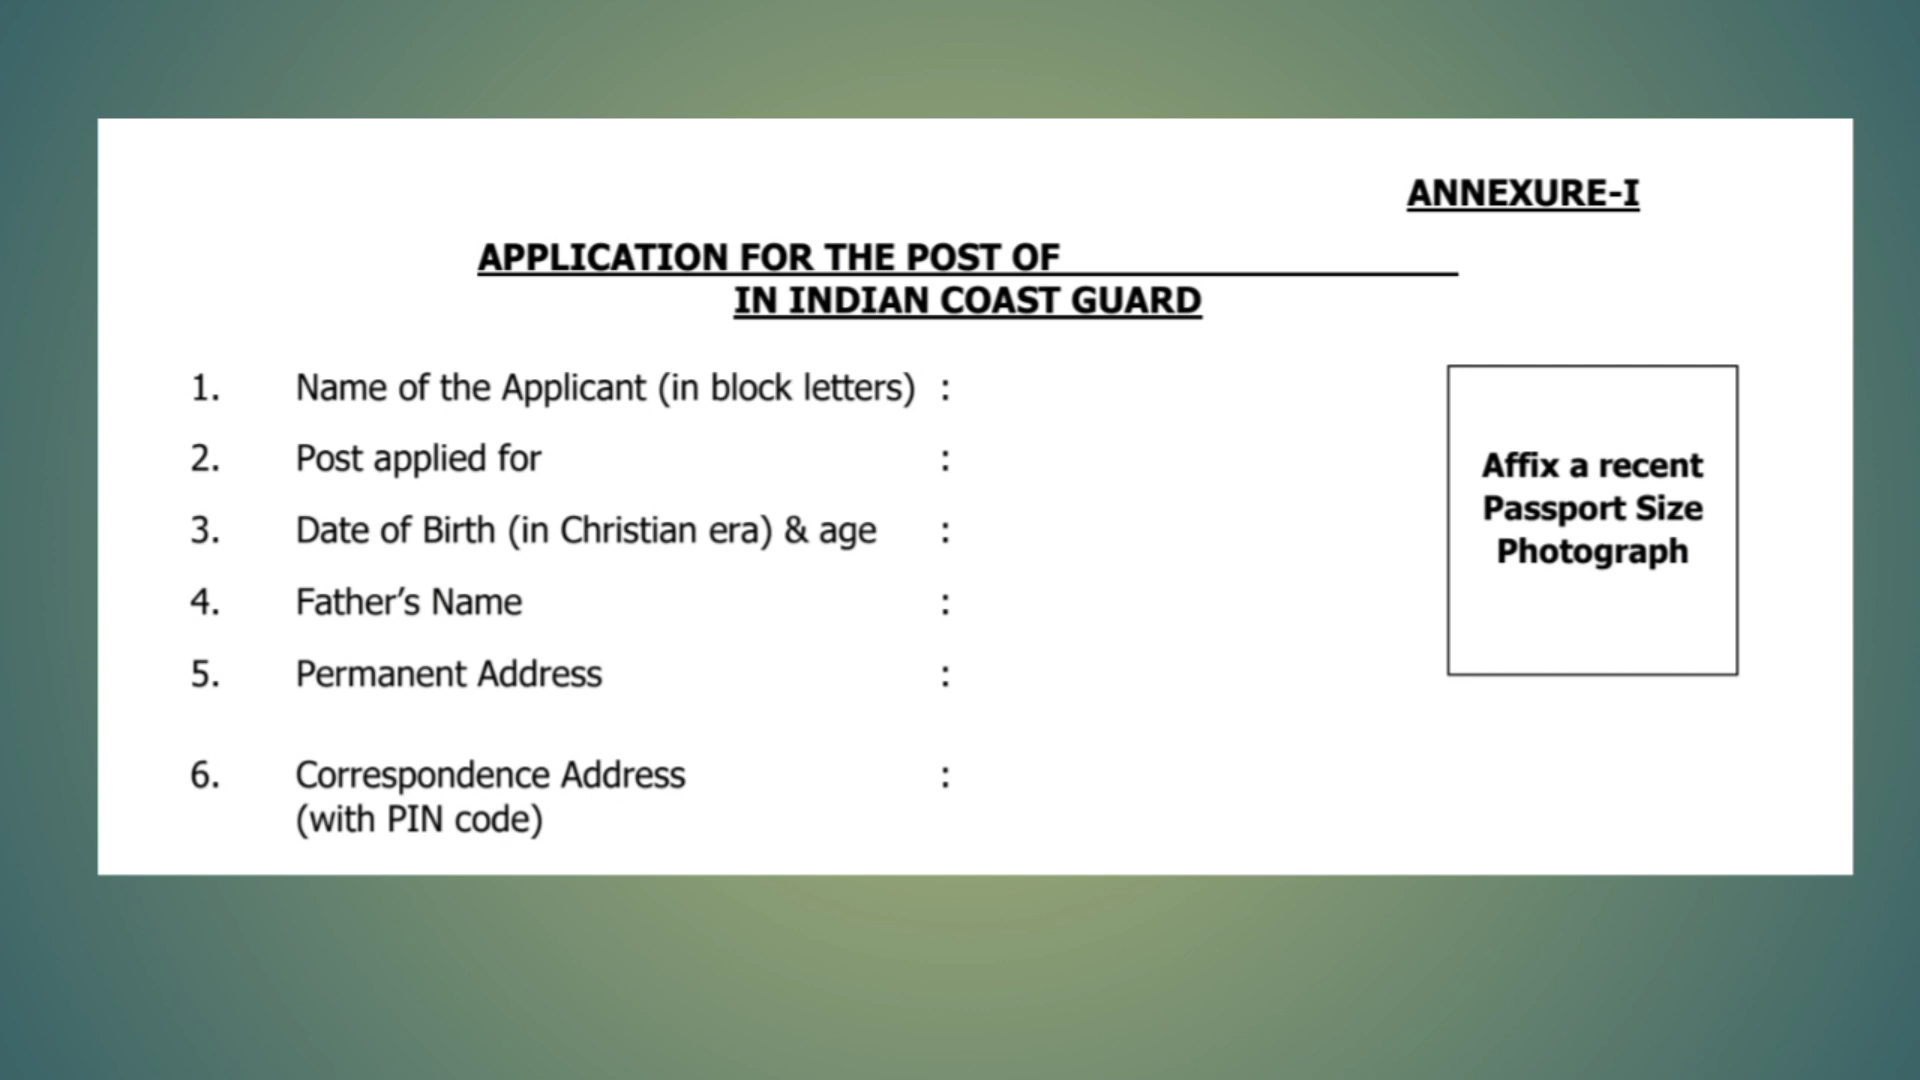 ANNEXURE-I
APPLICATION FOR THE POST OF
IN INDIAN COAST GUARD
1. Name of the Applicant (in block letters) :
2. Post applied for :
3. Date of Birth (in Christian era) & age :
4. Father’s Name :
5. Permanent Address :
6. Correspondence Address :
(with PIN code)
Affix a recent
Passport Size
Photograph